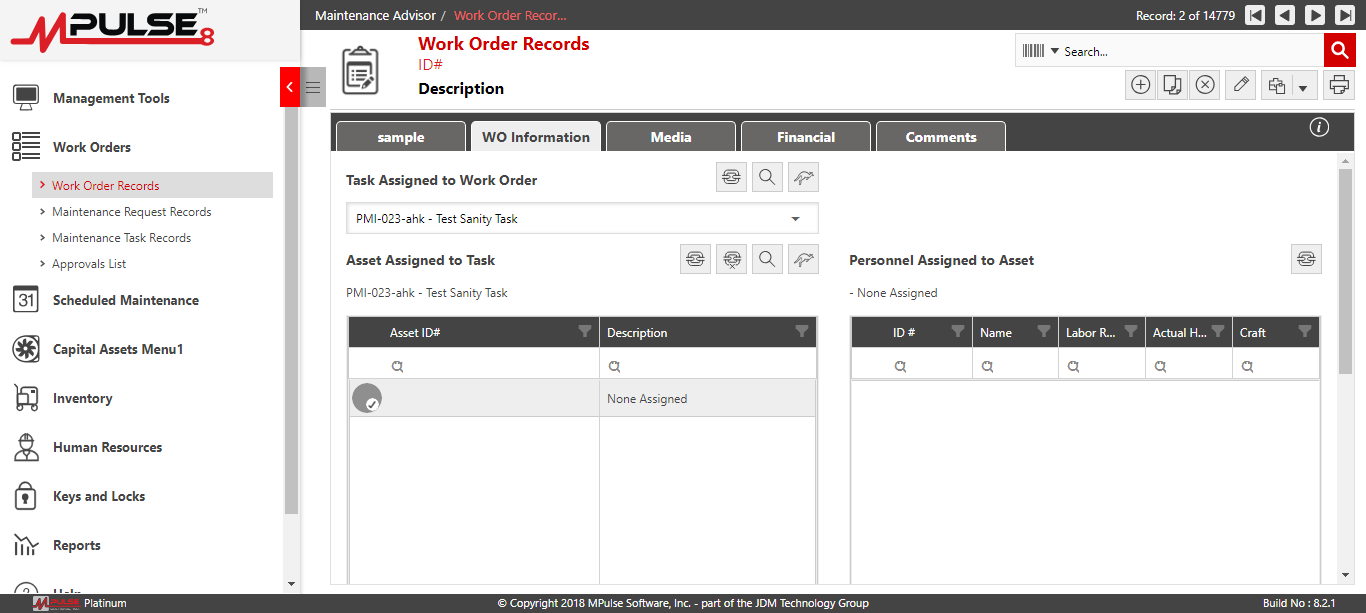 MPULSE 8 ™
Maintenance Advisor / Work Order Recor...
Record: 2 of 14779
Work Order Records
ID#
Description
Search...
Management Tools
Work Orders
Work Order Records
Maintenance Request Records
Maintenance Task Records
Approvals List
31 Scheduled Maintenance
Capital Assets Menu1
Inventory
Human Resources
Keys and Locks
Reports
? Help
sample WO Information Media Financial Comments i
Task Assigned to Work Order
PMI-023-ahk - Test Sanity Task
Asset Assigned to Task
PMI-023-ahk - Test Sanity Task
Asset ID# Description
None Assigned
Personnel Assigned to Asset
- None Assigned
ID # Name Labor R... Actual H... Craft
MPULSE Platinum
© Copyright 2018 MPulse Software, Inc. - part of the JDM Technology Group
Build No : 8.2.1